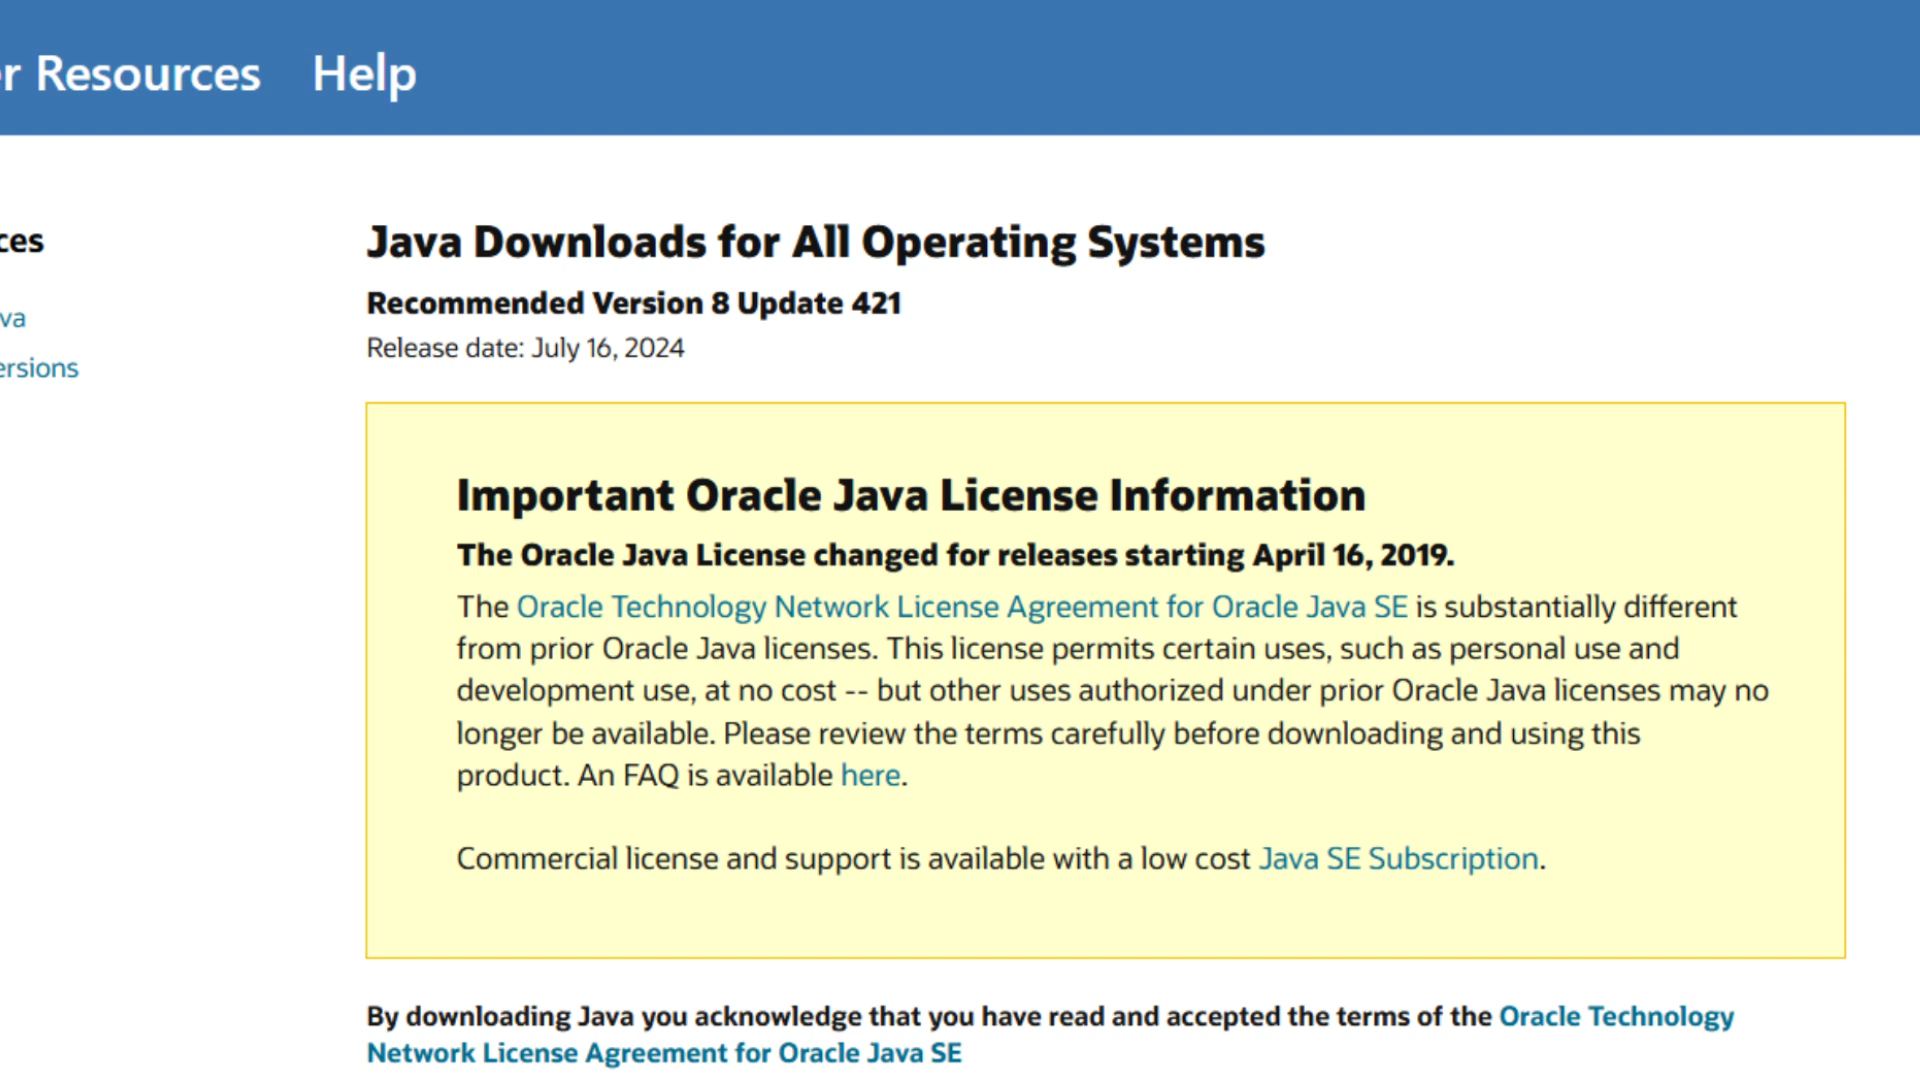 Resources Help
Java Downloads for All Operating Systems
Recommended Version 8 Update 421
Release date: July 16, 2024
Important Oracle Java License Information
The Oracle Java License changed for releases starting April 16, 2019.
The Oracle Technology Network License Agreement for Oracle Java SE is substantially different
from prior Oracle Java licenses. This license permits certain uses, such as personal use and
development use, at no cost -- but other uses authorized under prior Oracle Java licenses may no
longer be available. Please review the terms carefully before downloading and using this
product. An FAQ is available here.
Commercial license and support is available with a low cost Java SE Subscription.
By downloading Java you acknowledge that you have read and accepted the terms of the Oracle Technology
Network License Agreement for Oracle Java SE